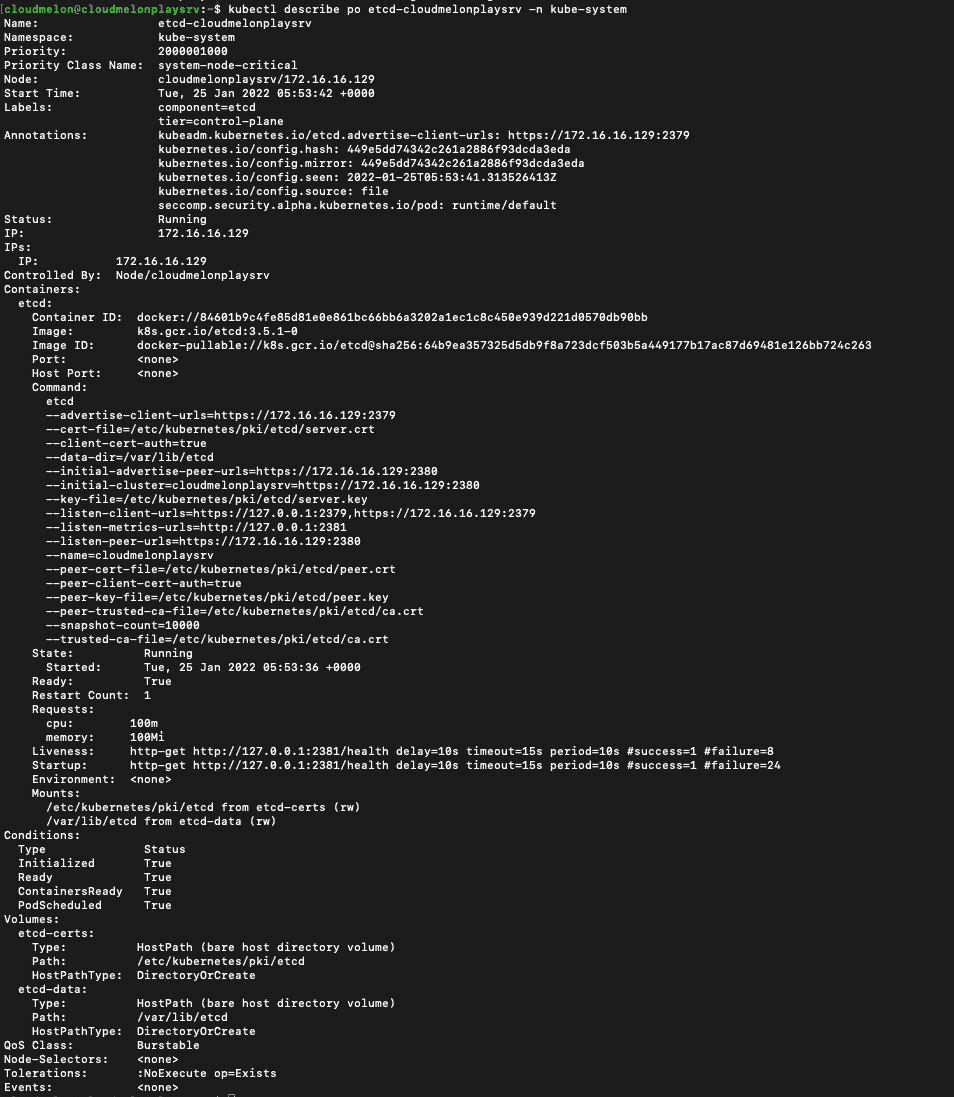 [cloudmelon@cloudmelonplaysrv:~$ kubectl describe po etcd-cloudmelonplaysrv -n kube-system
Name:                 etcd-cloudmelonplaysrv
Namespace:            kube-system
Priority:             2000001000
Priority Class Name:  system-node-critical
Node:                 cloudmelonplaysrv/172.16.16.129
Start Time:           Tue, 25 Jan 2022 05:53:42 +0000
Labels:               component=etcd
                      tier=control-plane
Annotations:          kubeadm.kubernetes.io/etcd.advertise-client-urls: https://172.16.16.129:2379
                      kubernetes.io/config.hash: 449e5dd74342c261a2886f93dcda3eda
                      kubernetes.io/config.mirror: 449e5dd74342c261a2886f93dcda3eda
                      kubernetes.io/config.seen: 2022-01-25T05:53:41.313526413Z
                      kubernetes.io/config.source: file
                      seccomp.security.alpha.kubernetes.io/pod: runtime/default
Status:               Running
IP:                   172.16.16.129
IPs:
  IP:           172.16.16.129
Controlled By:  Node/cloudmelonplaysrv
Containers:
  etcd:
    Container ID:  docker://84601b9c4fe85d81e0e861bc66bb6a3202a1ec1c8c450e939d221d0570db90bb
    Image:         k8s.gcr.io/etcd:3.5.1-0
    Image ID:      docker-pullable://k8s.gcr.io/etcd@sha256:64b9ea357325d5db9f8a723dcf503b5a449177b17ac87d69481e126bb724c263
    Port:          <none>
    Host Port:     <none>
    Command:
      etcd
      --advertise-client-urls=https://172.16.16.129:2379
      --cert-file=/etc/kubernetes/pki/etcd/server.crt
      --client-cert-auth=true
      --data-dir=/var/lib/etcd
      --initial-advertise-peer-urls=https://172.16.16.129:2380
      --initial-cluster=cloudmelonplaysrv=https://172.16.16.129:2380
      --key-file=/etc/kubernetes/pki/etcd/server.key
      --listen-client-urls=https://127.0.0.1:2379,https://172.16.16.129:2379
      --listen-metrics-urls=http://127.0.0.1:2381
      --listen-peer-urls=https://172.16.16.129:2380
      --name=cloudmelonplaysrv
      --peer-cert-file=/etc/kubernetes/pki/etcd/peer.crt
      --peer-client-cert-auth=true
      --peer-key-file=/etc/kubernetes/pki/etcd/peer.key
      --peer-trusted-ca-file=/etc/kubernetes/pki/etcd/ca.crt
      --snapshot-count=10000
      --trusted-ca-file=/etc/kubernetes/pki/etcd/ca.crt
    State:          Running
      Started:      Tue, 25 Jan 2022 05:53:36 +0000
    Ready:          True
    Restart Count:  1
    Requests:
      cpu:        100m
      memory:     100Mi
    Liveness:     http-get http://127.0.0.1:2381/health delay=10s timeout=15s period=10s #success=1 #failure=8
    Startup:      http-get http://127.0.0.1:2381/health delay=10s timeout=15s period=10s #success=1 #failure=24
    Environment:  <none>
    Mounts:
      /etc/kubernetes/pki/etcd from etcd-certs (rw)
      /var/lib/etcd from etcd-data (rw)
Conditions:
  Type              Status
  Initialized       True
  Ready             True
  ContainersReady   True
  PodScheduled      True
Volumes:
  etcd-certs:
    Type:          HostPath (bare host directory volume)
    Path:          /etc/kubernetes/pki/etcd
    HostPathType:  DirectoryOrCreate
  etcd-data:
    Type:          HostPath (bare host directory volume)
    Path:          /var/lib/etcd
    HostPathType:  DirectoryOrCreate
QoS Class:         Burstable
Node-Selectors:    <none>
Tolerations:       :NoExecute op=Exists
Events:            <none>